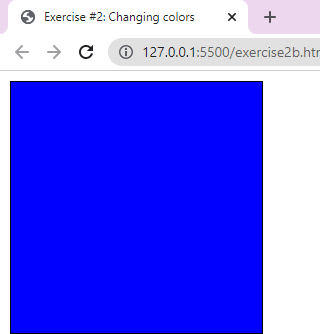 Exercise #2: Changing colors
127.0.0.1:5500/exercise2b.htm